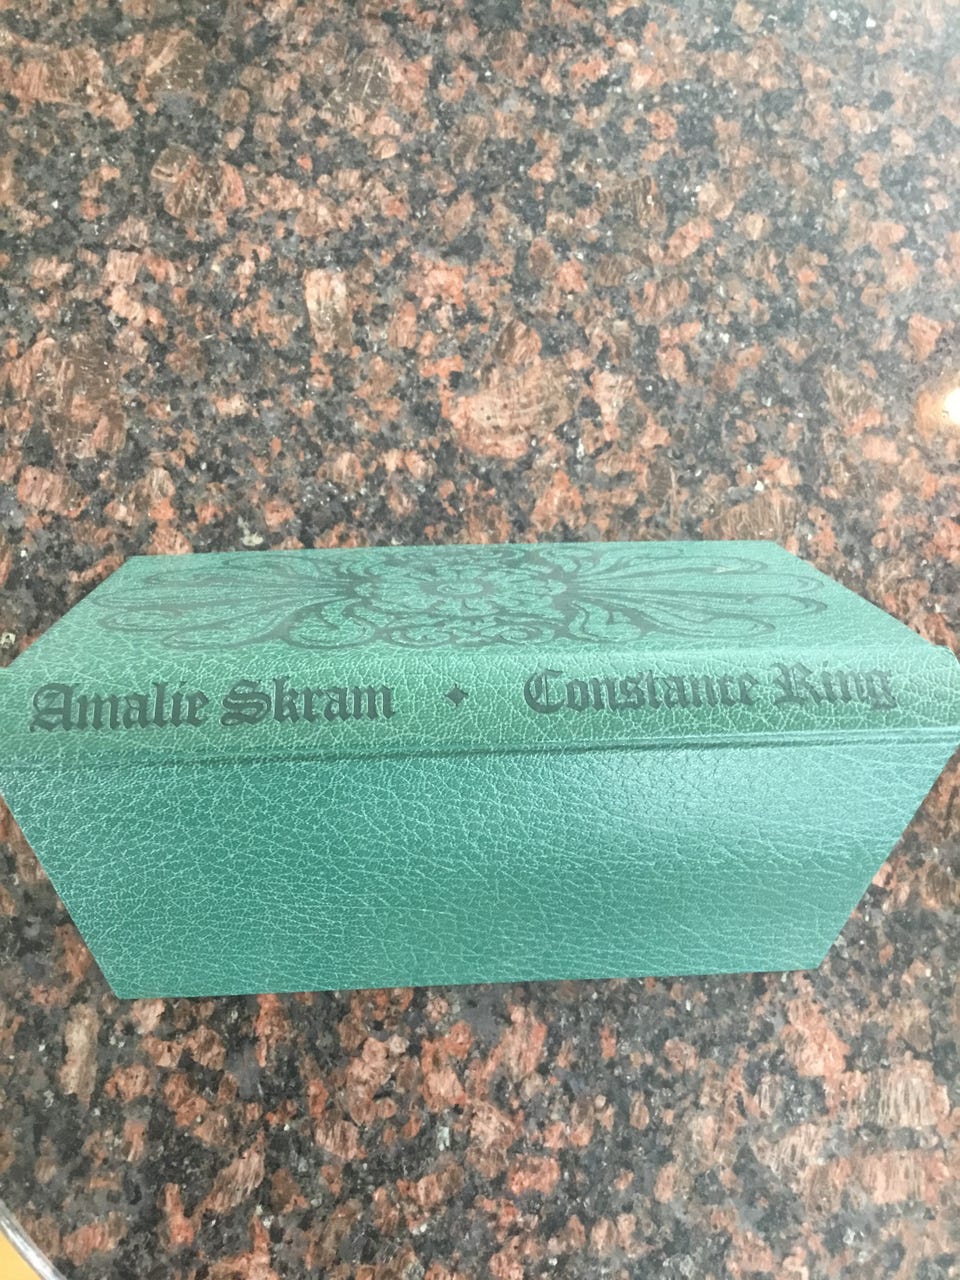 Amalie Skram ✦ Constance Ring